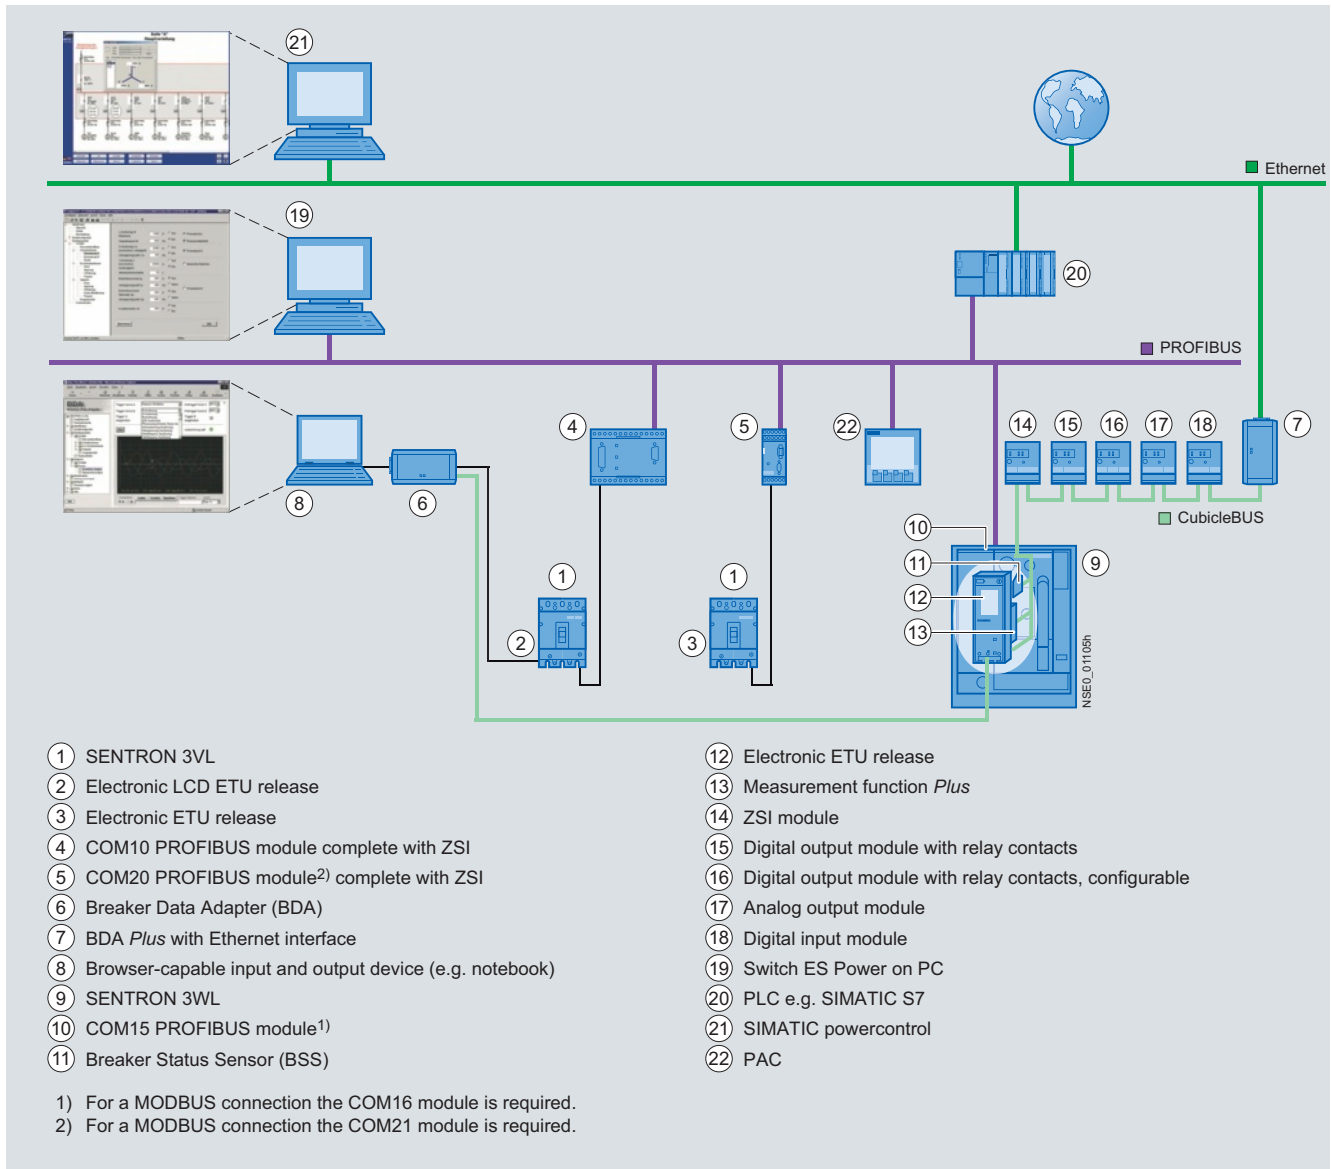 21
Ethernet
19
20
PROFIBUS
4
5
22
14
15
16
17
18
7
8
6
CubicleBUS
10
9
11
1
1
12
2
3
13
NSE0_01105h
1 SENTRON 3VL
2 Electronic LCD ETU release
3 Electronic ETU release
4 COM10 PROFIBUS module complete with ZSI
5 COM20 PROFIBUS module2) complete with ZSI
6 Breaker Data Adapter (BDA)
7 BDA Plus with Ethernet interface
8 Browser-capable input and output device (e.g. notebook)
9 SENTRON 3WL
10 COM15 PROFIBUS module1)
11 Breaker Status Sensor (BSS)
12 Electronic ETU release
13 Measurement function Plus
14 ZSI module
15 Digital output module with relay contacts
16 Digital output module with relay contacts, configurable
17 Analog output module
18 Digital input module
19 Switch ES Power on PC
20 PLC e.g. SIMATIC S7
21 SIMATIC powercontrol
22 PAC
1) For a MODBUS connection the COM16 module is required.
2) For a MODBUS connection the COM21 module is required.